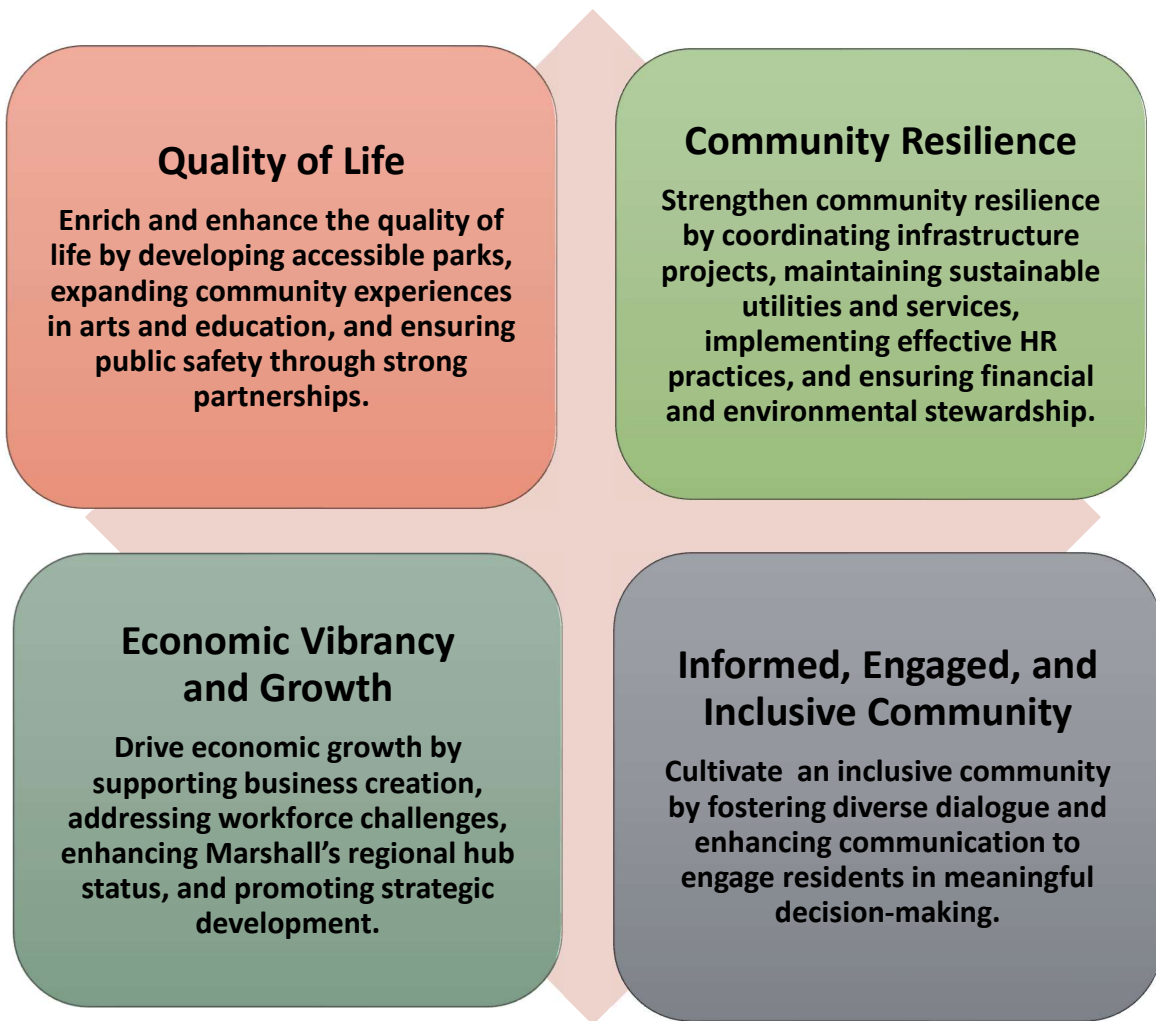 Quality of Life
Enrich and enhance the quality of
life by developing accessible parks,
expanding community experiences
in arts and education, and ensuring
public safety through strong
partnerships.
Community Resilience
Strengthen community resilience
by coordinating infrastructure
projects, maintaining sustainable
utilities and services,
implementing effective HR
practices, and ensuring financial
and environmental stewardship.
Economic Vibrancy
and Growth
Drive economic growth by
supporting business creation,
addressing workforce challenges,
enhancing Marshall’s regional hub
status, and promoting strategic
development.
Informed, Engaged, and
Inclusive Community
Cultivate  an inclusive community
by fostering diverse dialogue and
enhancing communication to
engage residents in meaningful
decision-making.